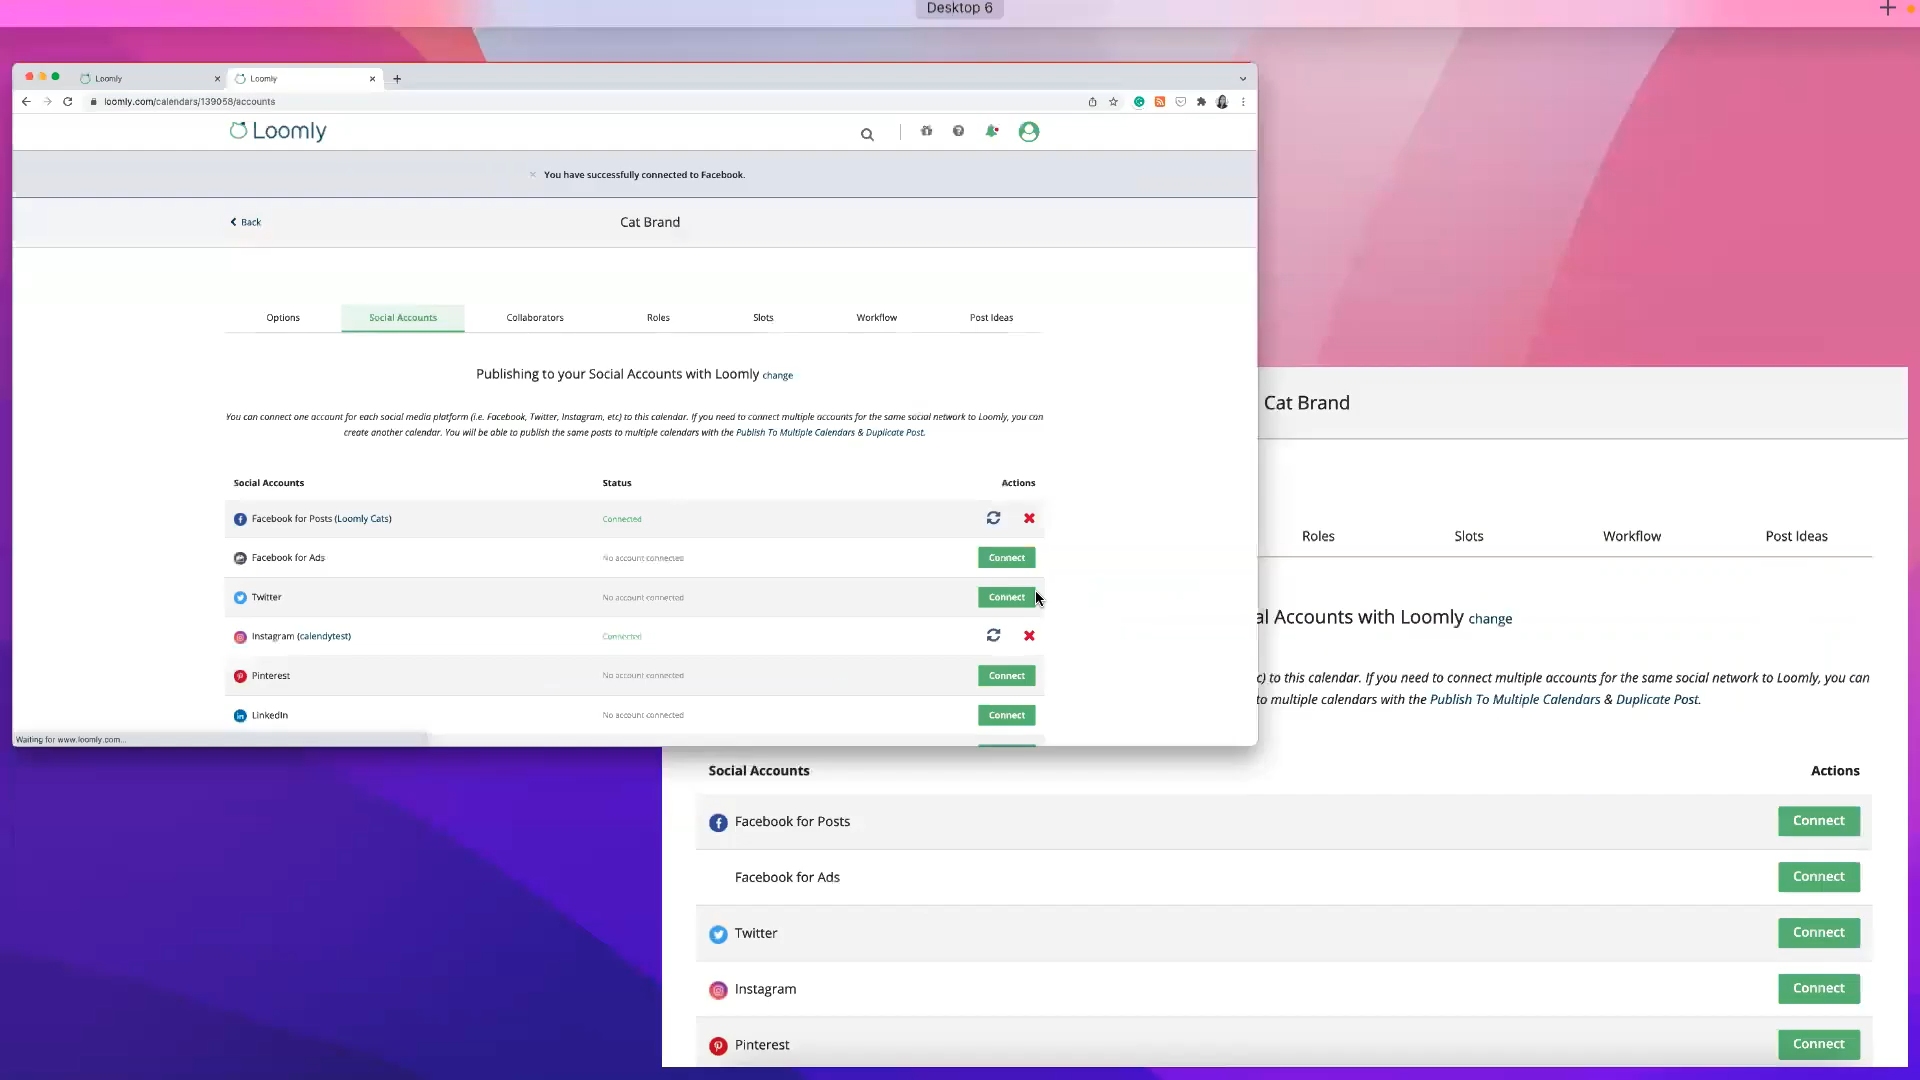 Desktop 6
Loomly
Loomly
loomly.com/calendars/139058/accounts
Loomly
You have successfully connected to Facebook.
Back
Cat Brand
Options Social Accounts Collaborators Roles Slots Workflow Post Ideas
Publishing to your Social Accounts with Loomly change
You can connect one account for each social media platform (i.e. Facebook, Twitter, Instagram, etc) to this calendar. If you need to connect multiple accounts for the same social network to Loomly, you can
create another calendar. You will be able to publish the same posts to multiple calendars with the Publish To Multiple Calendars & Duplicate Post.
Social Accounts Status Actions
Facebook for Posts (Loomly Cats) Connected
Facebook for Ads No account connected Connect
Twitter No account connected Connect
Instagram (calendytest) Connected
Pinterest No account connected Connect
LinkedIn No account connected Connect
Waiting for www.loomly.com...
Cat Brand
Roles Slots Workflow Post Ideas
al Accounts with Loomly change
c) to this calendar. If you need to connect multiple accounts for the same social network to Loomly, you can
to multiple calendars with the Publish To Multiple Calendars & Duplicate Post.
Social Accounts Actions
Facebook for Posts Connect
Facebook for Ads Connect
Twitter Connect
Instagram Connect
Pinterest Connect